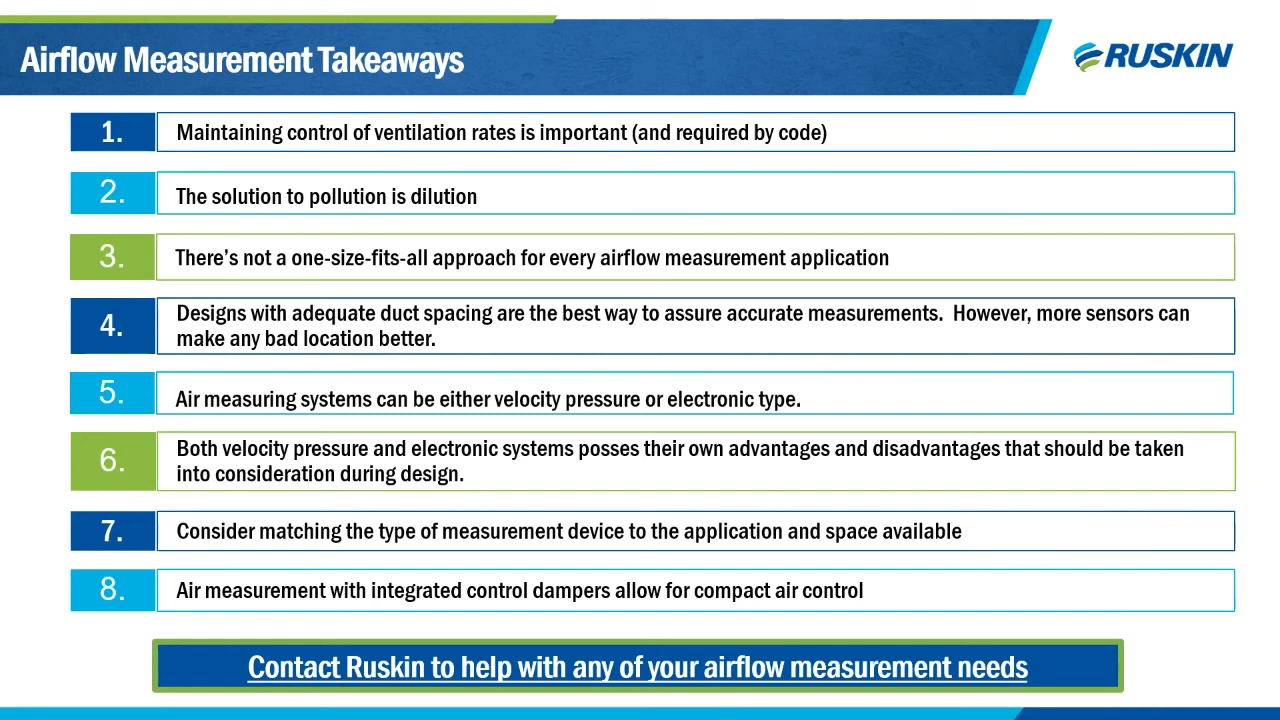 Airflow Measurement Takeaways
RUSKIN
1. Maintaining control of ventilation rates is important (and required by code)
2. The solution to pollution is dilution
3. There's not a one-size-fits-all approach for every airflow measurement application
4. Designs with adequate duct spacing are the best way to assure accurate measurements.  However, more sensors can
make any bad location better.
5. Air measuring systems can be either velocity pressure or electronic type.
6. Both velocity pressure and electronic systems posses their own advantages and disadvantages that should be taken
into consideration during design.
7. Consider matching the type of measurement device to the application and space available
8. Air measurement with integrated control dampers allow for compact air control
Contact Ruskin to help with any of your airflow measurement needs